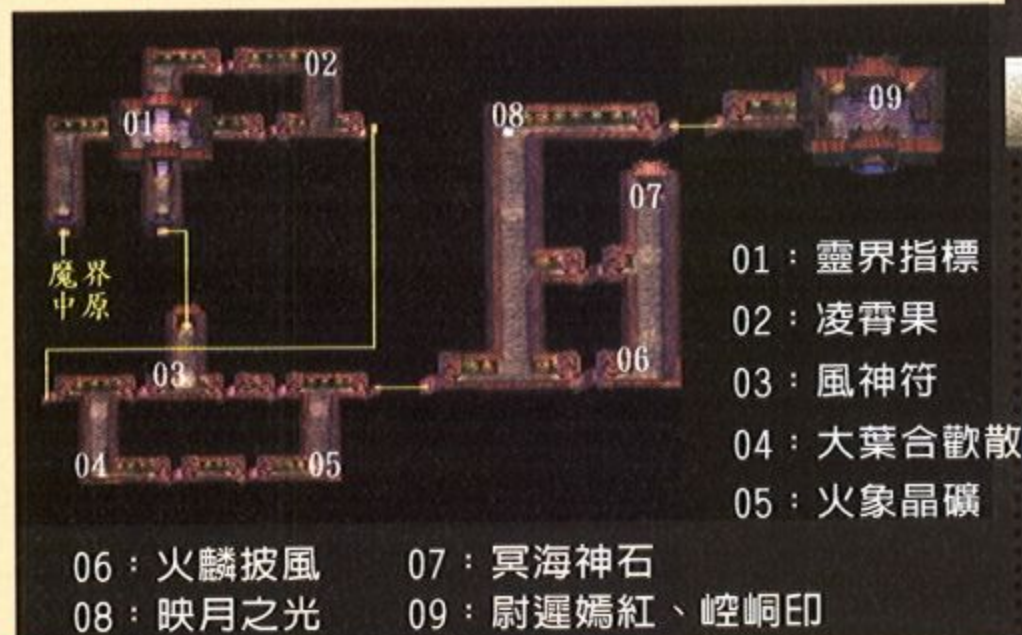 02
01
08
09
07
魔界
中原
03
06
04
05
01：靈界指標
02：凌霄果
03：風神符
04：大葉合歡散
05：火象晶礦
06：火麟披風
07：冥海神石
08：映月之光
09：尉遲嫣紅、崆峒印